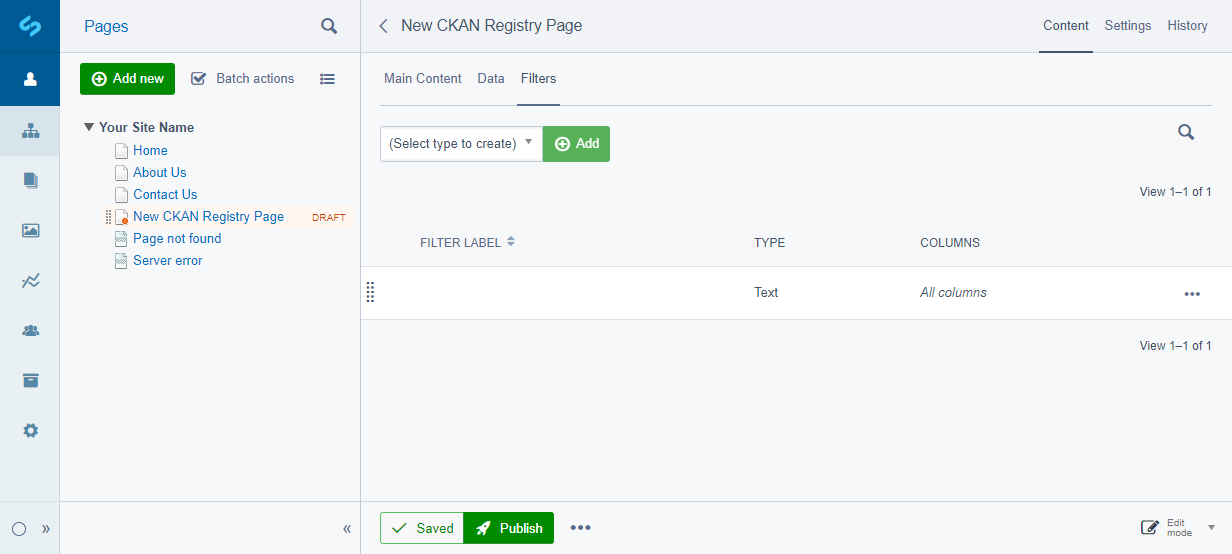 Pages
New CKAN Registry Page
Content Settings History
Add new Batch actions
Main Content Data Filters
Your Site Name
Home
About Us
Contact Us
New CKAN Registry Page DRAFT
Page not found
Server error
(Select type to create) Add
View 1–1 of 1
FILTER LABEL TYPE COLUMNS
Text All columns
View 1–1 of 1
Saved Publish
Edit
mode